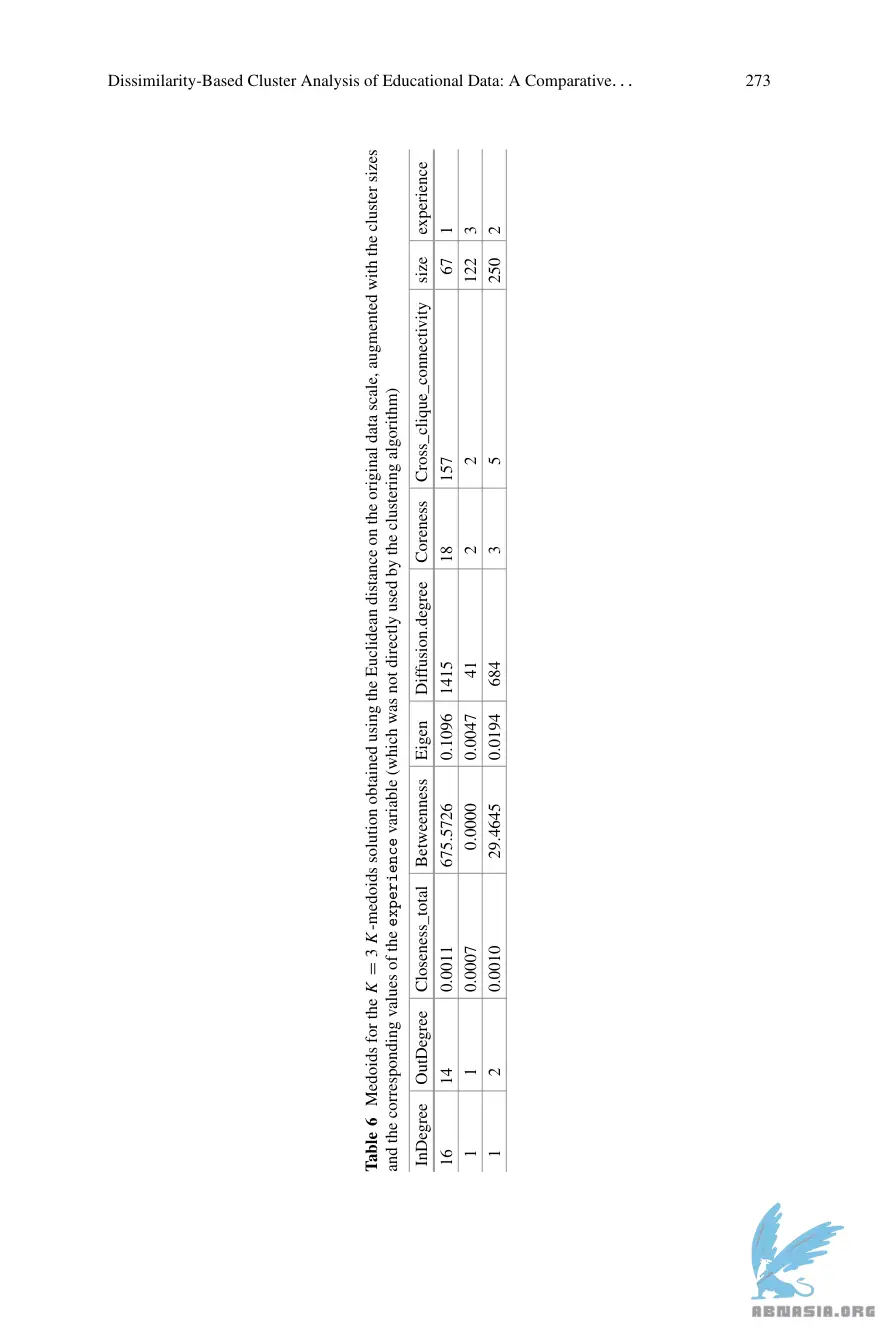 Dissimilarity-Based Cluster Analysis of Educational Data: A Comparative. . . 273
Table 6 Medoids for the K = 3 K-medoids solution obtained using the Euclidean distance on the original data scale, augmented with the cluster sizes
and the corresponding values of the experience variable (which was not directly used by the clustering algorithm)
InDegree OutDegree Closeness_total Betweenness Eigen Diffusion.degree Coreness Cross_clique_connectivity size experience
16 14 0.0011 675.5726 0.1096 1415 18 157 67 1
1 1 0.0007 0.0000 0.0047 41 2 2 122 3
1 2 0.0010 29.4645 0.0194 684 3 5 250 2
ABNASIA.ORG